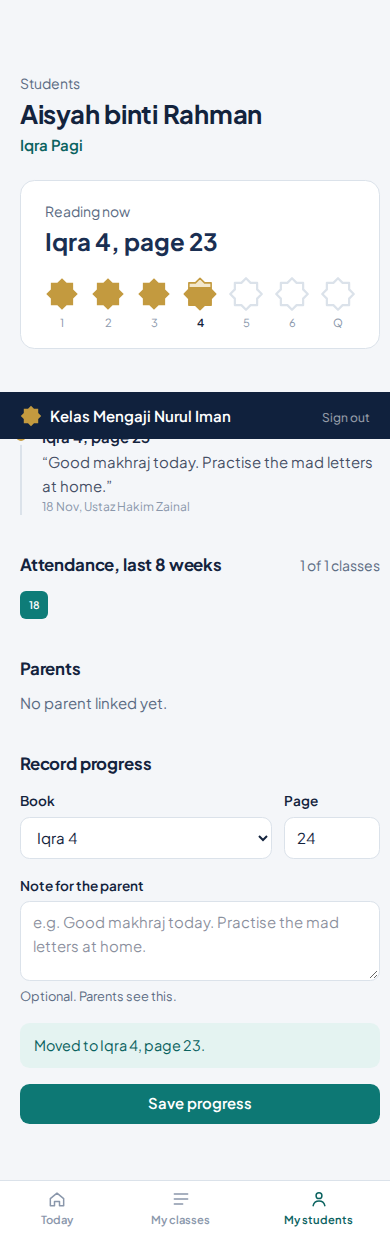 Students
Aisyah binti Rahman
Iqra Pagi
Reading now
Iqra 4, page 23
1 2 3 4 5 6 Q
Kelas Mengaji Nurul Iman Sign out
Iqra 4, page 23
“Good makhraj today. Practise the mad letters
at home.”
18 Nov, Ustaz Hakim Zainal
Attendance, last 8 weeks 1 of 1 classes
18
Parents
No parent linked yet.
Record progress
Book Page
Iqra 4 24
Note for the parent
e.g. Good makhraj today. Practise the mad
letters at home.
Optional. Parents see this.
Moved to Iqra 4, page 23.
Save progress
Today My classes My students